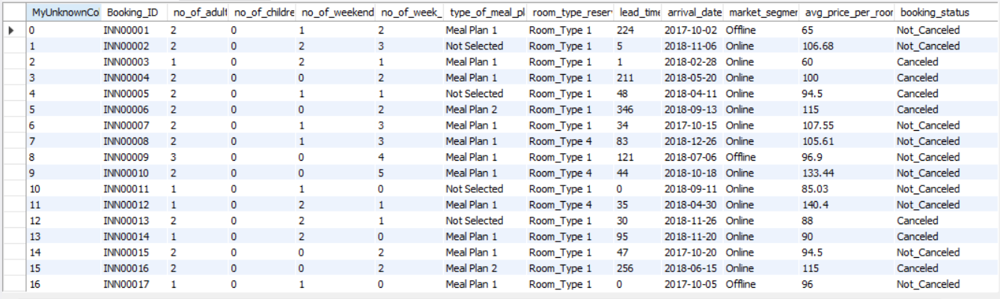 MyUnknownCol Booking_ID no_of_adult no_of_childre no_of_weekend no_of_week_ type_of_meal_pl room_type_reser lead_time arrival_date market_segmer avg_price_per_roor booking_status
0 INN00001 2 0 1 2 Meal Plan 1 Room_Type 1 224 2017-10-02 Offline 65 Not_Canceled
1 INN00002 2 0 2 3 Not Selected Room_Type 1 5 2018-11-06 Online 106.68 Not_Canceled
2 INN00003 1 0 2 1 Meal Plan 1 Room_Type 1 1 2018-02-28 Online 60 Canceled
3 INN00004 2 0 0 2 Meal Plan 1 Room_Type 1 211 2018-05-20 Online 100 Canceled
4 INN00005 2 0 1 1 Not Selected Room_Type 1 48 2018-04-11 Online 94.5 Canceled
5 INN00006 2 0 0 2 Meal Plan 2 Room_Type 1 346 2018-09-13 Online 115 Canceled
6 INN00007 2 0 1 3 Meal Plan 1 Room_Type 1 34 2017-10-15 Online 107.55 Not_Canceled
7 INN00008 2 0 1 3 Meal Plan 1 Room_Type 4 83 2018-12-26 Online 105.61 Not_Canceled
8 INN00009 3 0 0 4 Meal Plan 1 Room_Type 1 121 2018-07-06 Offline 96.9 Not_Canceled
9 INN00010 2 0 0 5 Meal Plan 1 Room_Type 4 44 2018-10-18 Online 133.44 Not_Canceled
10 INN00011 1 0 1 0 Not Selected Room_Type 1 0 2018-09-11 Online 85.03 Not_Canceled
11 INN00012 1 0 2 1 Meal Plan 1 Room_Type 4 35 2018-04-30 Online 140.4 Not_Canceled
12 INN00013 2 0 2 1 Not Selected Room_Type 1 30 2018-11-26 Online 88 Canceled
13 INN00014 1 0 2 0 Meal Plan 1 Room_Type 1 95 2018-11-20 Online 90 Canceled
14 INN00015 2 0 0 2 Meal Plan 1 Room_Type 1 47 2017-10-20 Online 94.5 Not_Canceled
15 INN00016 2 0 0 2 Meal Plan 2 Room_Type 1 256 2018-06-15 Online 115 Canceled
16 INN00017 1 0 1 0 Meal Plan 1 Room_Type 1 0 2017-10-05 Offline 96 Not_Canceled